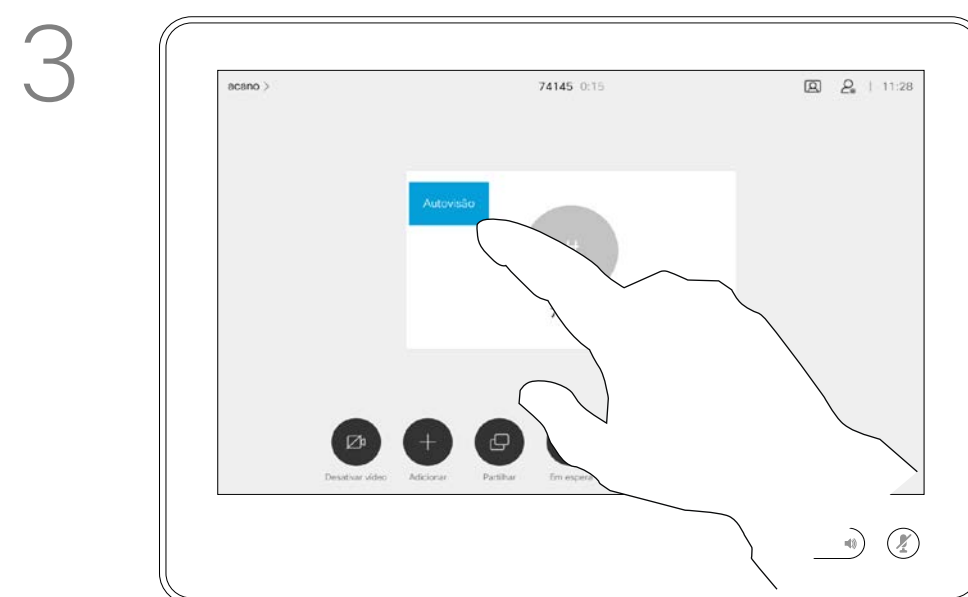 3
acano >
74145 0:15
11:28
Autovisão
Desativar vídeo
Adicionar
Partilhar
Em espera